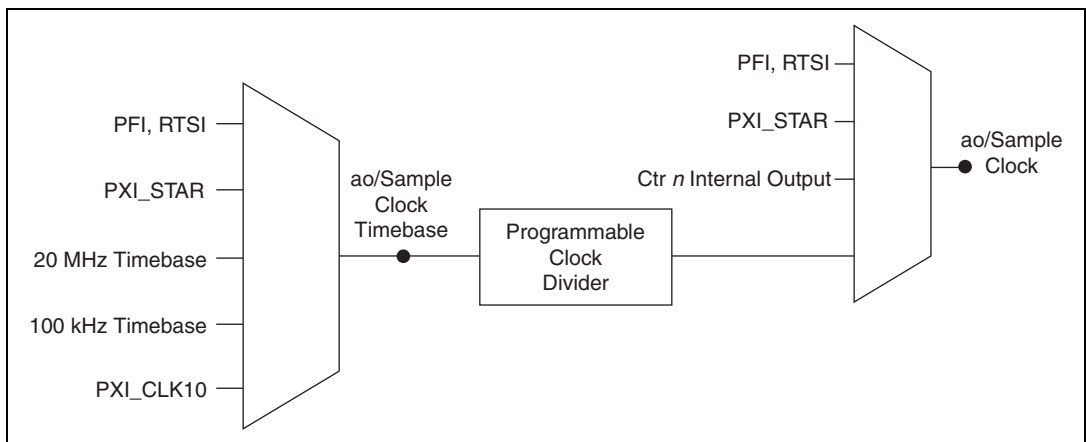 PFI, RTSI
PXI_STAR
20 MHz Timebase
100 kHz Timebase
PXI_CLK10
ao/Sample
Clock
Timebase
Programmable
Clock
Divider
PFI, RTSI
PXI_STAR
Ctr n Internal Output
ao/Sample
Clock